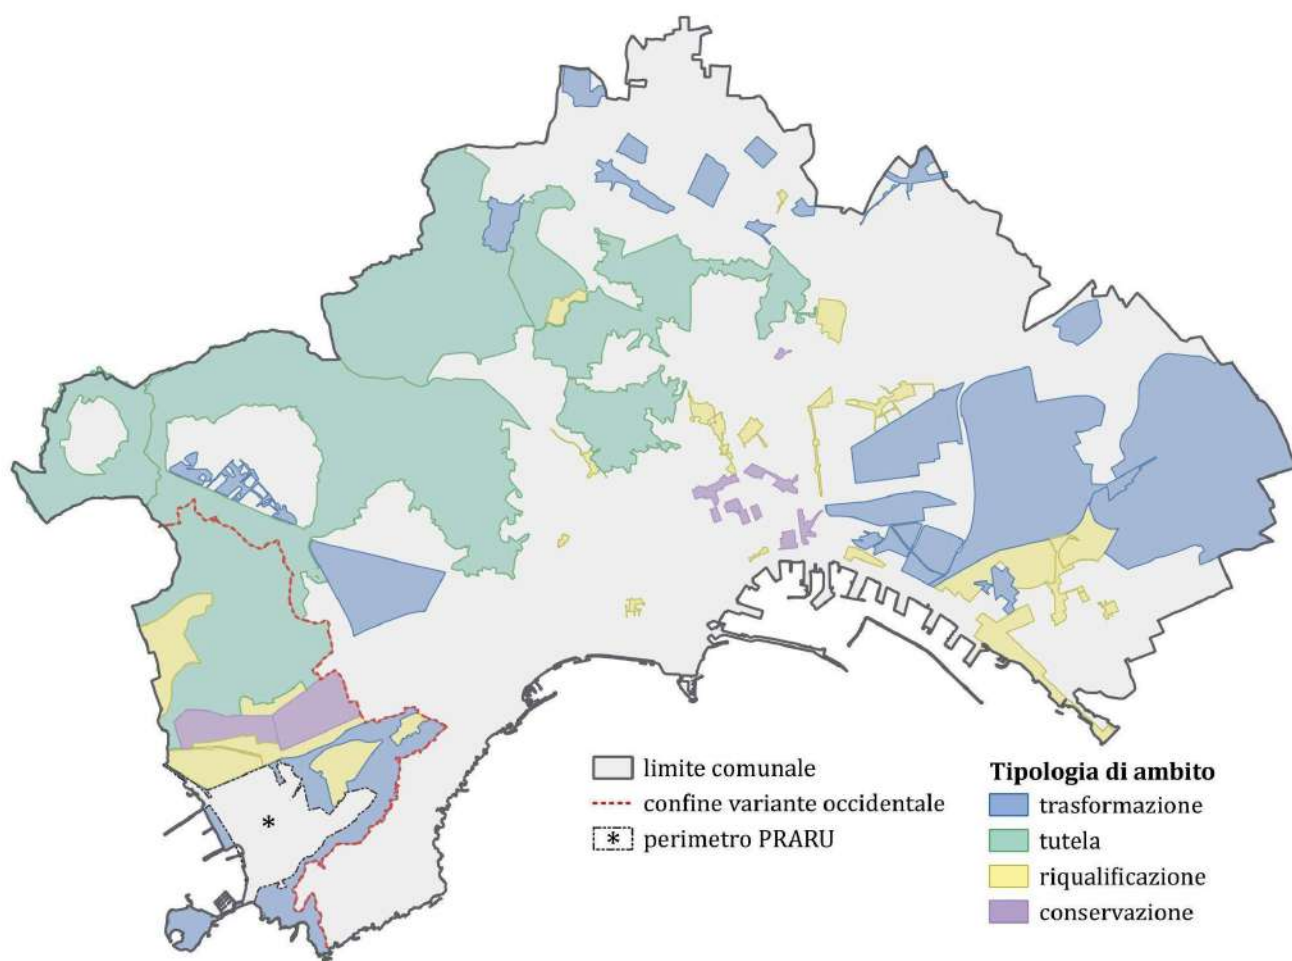 limite comunale
confine variante occidentale
* perimetro PRARU
Tipologia di ambito
trasformazione
tutela
riqualificazione
conservazione
*